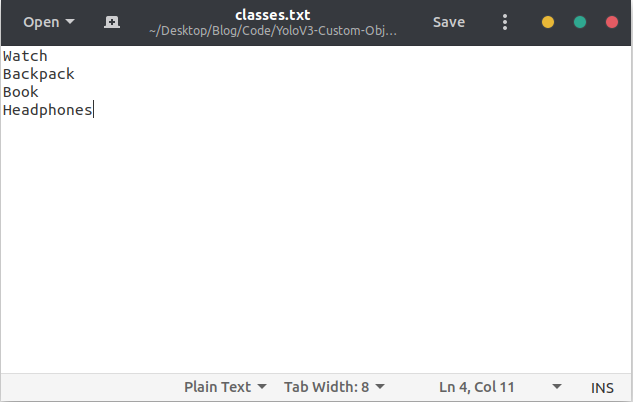 Open classes.txt Save
~/Desktop/Blog/Code/YoloV3-Custom-Obj...
Watch
Backpack
Book
Headphones
Plain Text Tab Width: 8 Ln 4, Col 11 INS